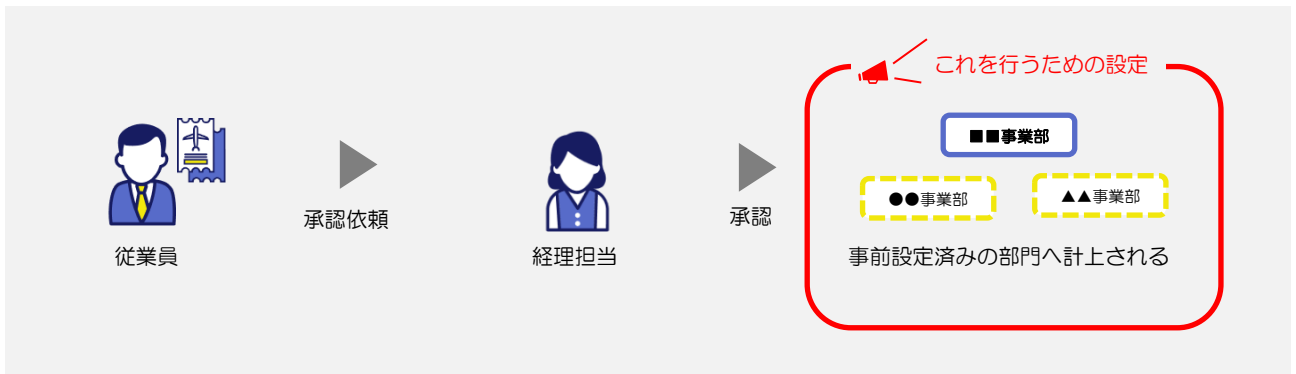 これを行うための設定
■■事業部
●●事業部
▲▲事業部
承認依頼
承認
従業員
経理担当
事前設定済みの部門へ計上される